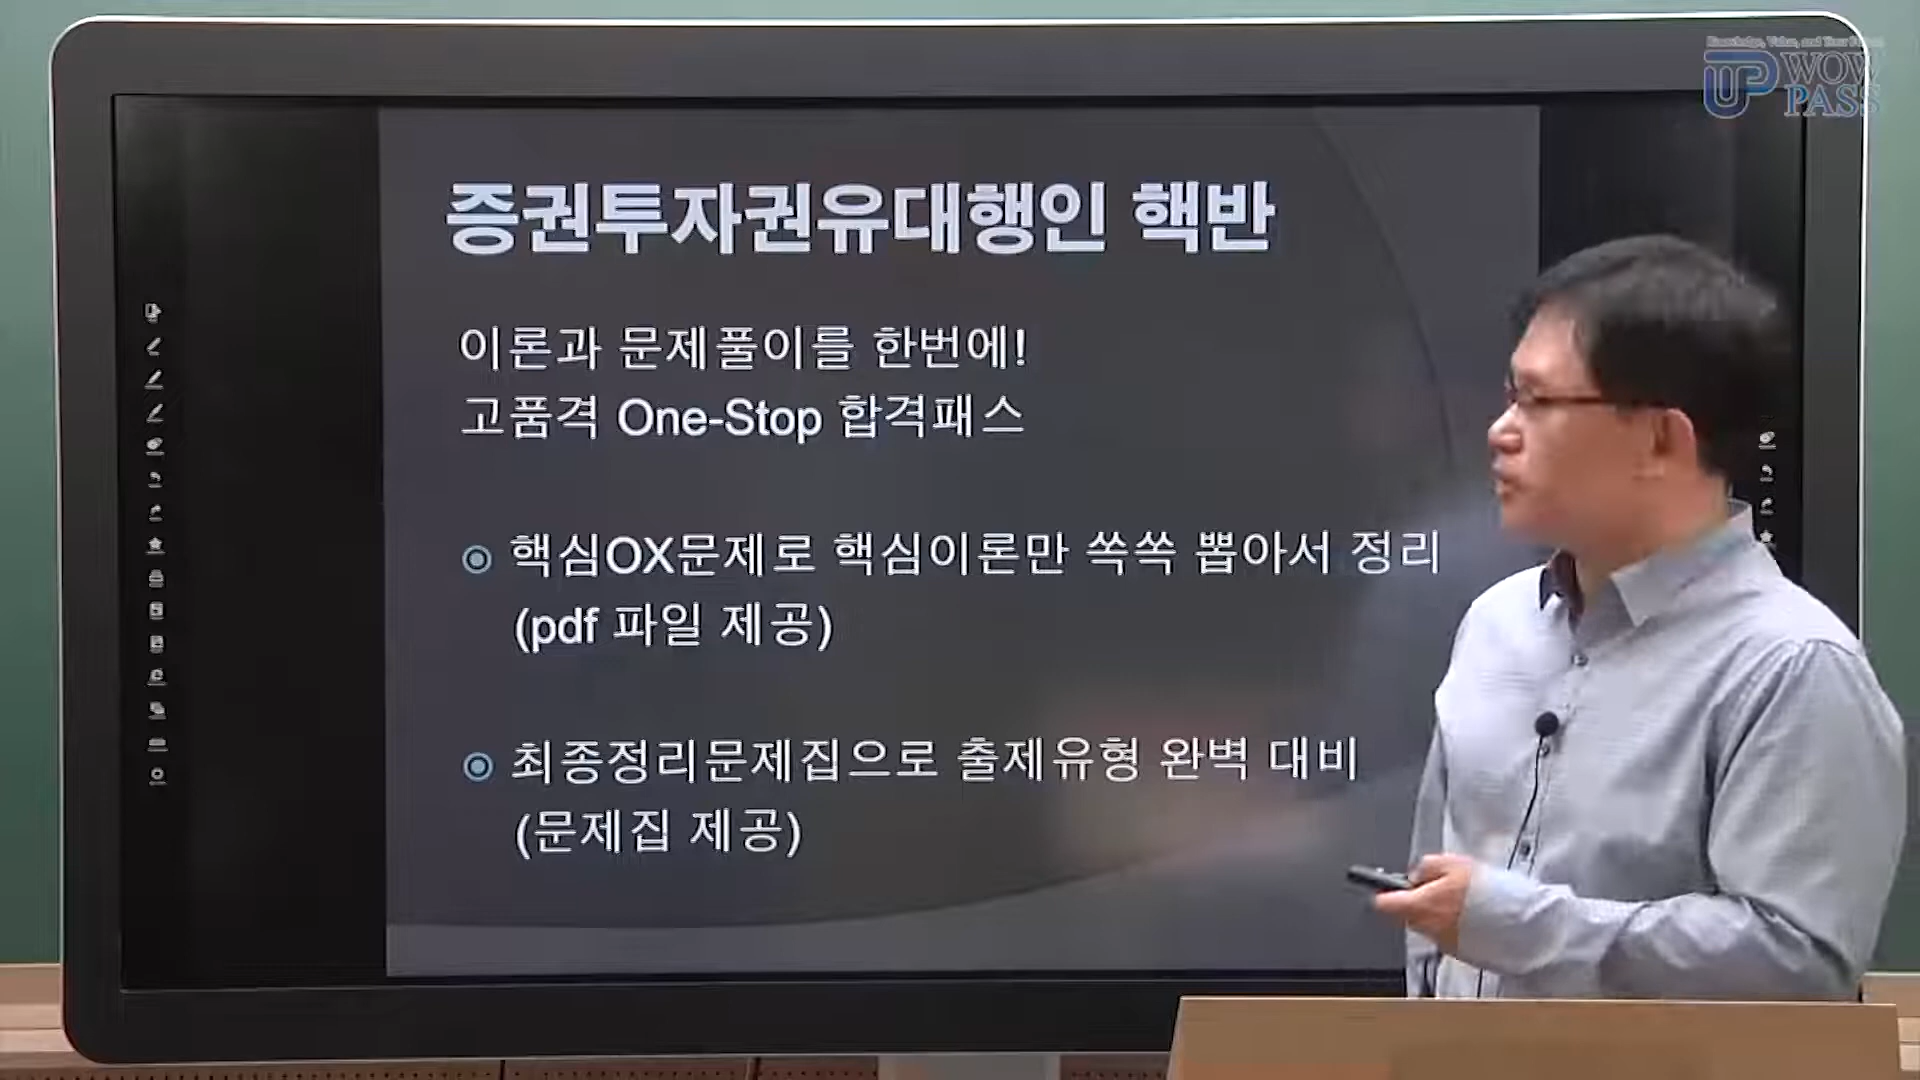 WOW
PASS
증권투자권유대행인 핵반
이론과 문제풀이를 한번에!
고품격 One-Stop 합격패스
핵심OX문제로 핵심이론만 쏙쏙 뽑아서 정리
(pdf 파일 제공)
최종정리문제집으로 출제유형 완벽 대비
(문제집 제공)